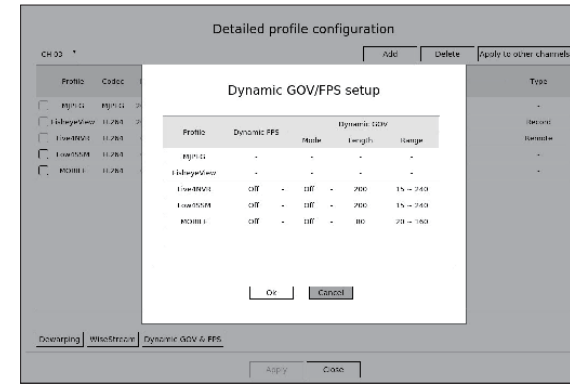 Detailed profile configuration
CH 03
Add Delete Apply to other channels
Profile Codec Type
MJPEG MJPEG -
FisheyeView H.264 Record
Live4NVR H.264 Remote
Low4SSM H.264 -
MOBILE H.264 -
Dynamic GOV/FPS setup
Profile Dynamic FPS Dynamic GOV
Mode Length Range
MJPEG - - - -
FisheyeView - - - -
Live4NVR Off - Off - 200 15 ~ 240
Low4SSM Off - Off - 200 15 ~ 240
MOBILE Off - Off - 80 20 ~ 160
Ok Cancel
Dewarping WiseStream Dynamic GOV & FPS
Apply Close